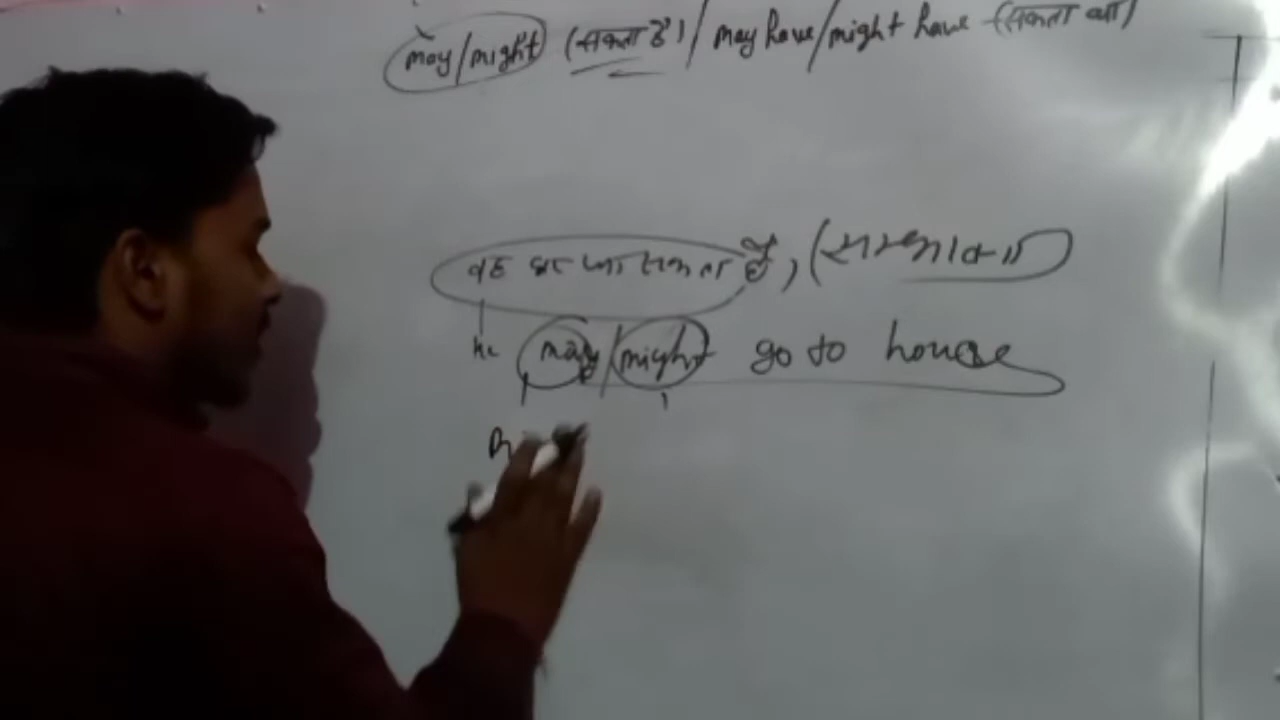 may/might (सकता है)/may have/might have (सकता था)
वह घर जा सकता है, (सम्भावना)
he may/might go to house